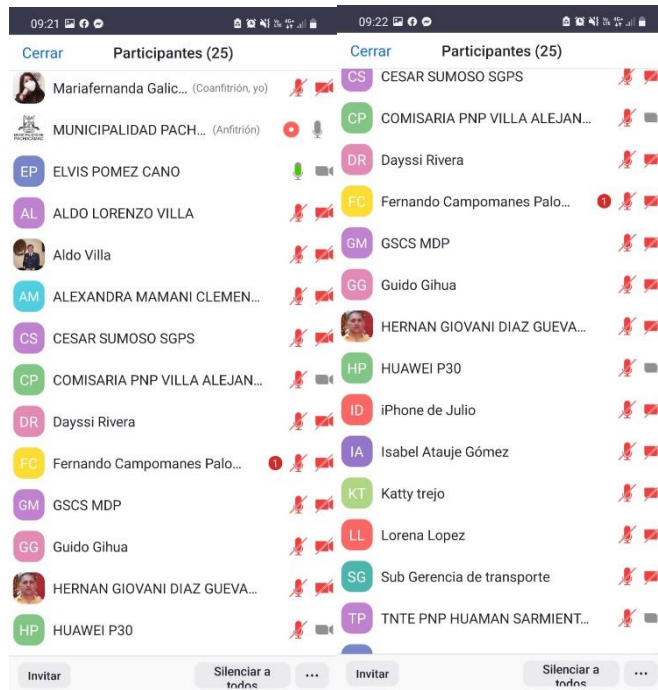 09:21
Cerrar Participantes (25)
Mariafernanda Galic... (Coanfitrión, yo)
MUNICIPALIDAD PACH... (Anfitrión)
EP ELVIS POMEZ CANO
AL ALDO LORENZO VILLA
Aldo Villa
AM ALEXANDRA MAMANI CLEMEN...
CS CESAR SUMOSO SGPS
CP COMISARIA PNP VILLA ALEJAN...
DR Dayssi Rivera
FC Fernando Campomanes Palo... 1
GM GSCS MDP
GG Guido Gihua
HERNAN GIOVANI DIAZ GUEVA...
HP HUAWEI P30
Invitar Silenciar a todos ...
09:22
Cerrar Participantes (25)
CS CESAR SUMOSO SGPS
CP COMISARIA PNP VILLA ALEJAN...
DR Dayssi Rivera
FC Fernando Campomanes Palo... 1
GM GSCS MDP
GG Guido Gihua
HERNAN GIOVANI DIAZ GUEVA...
HP HUAWEI P30
ID iPhone de Julio
IA Isabel Atauje Gómez
KT Katty trejo
LL Lorena Lopez
SG Sub Gerencia de transporte
TP TNTE PNP HUAMAN SARMIENT...
Invitar Silenciar a todos ...